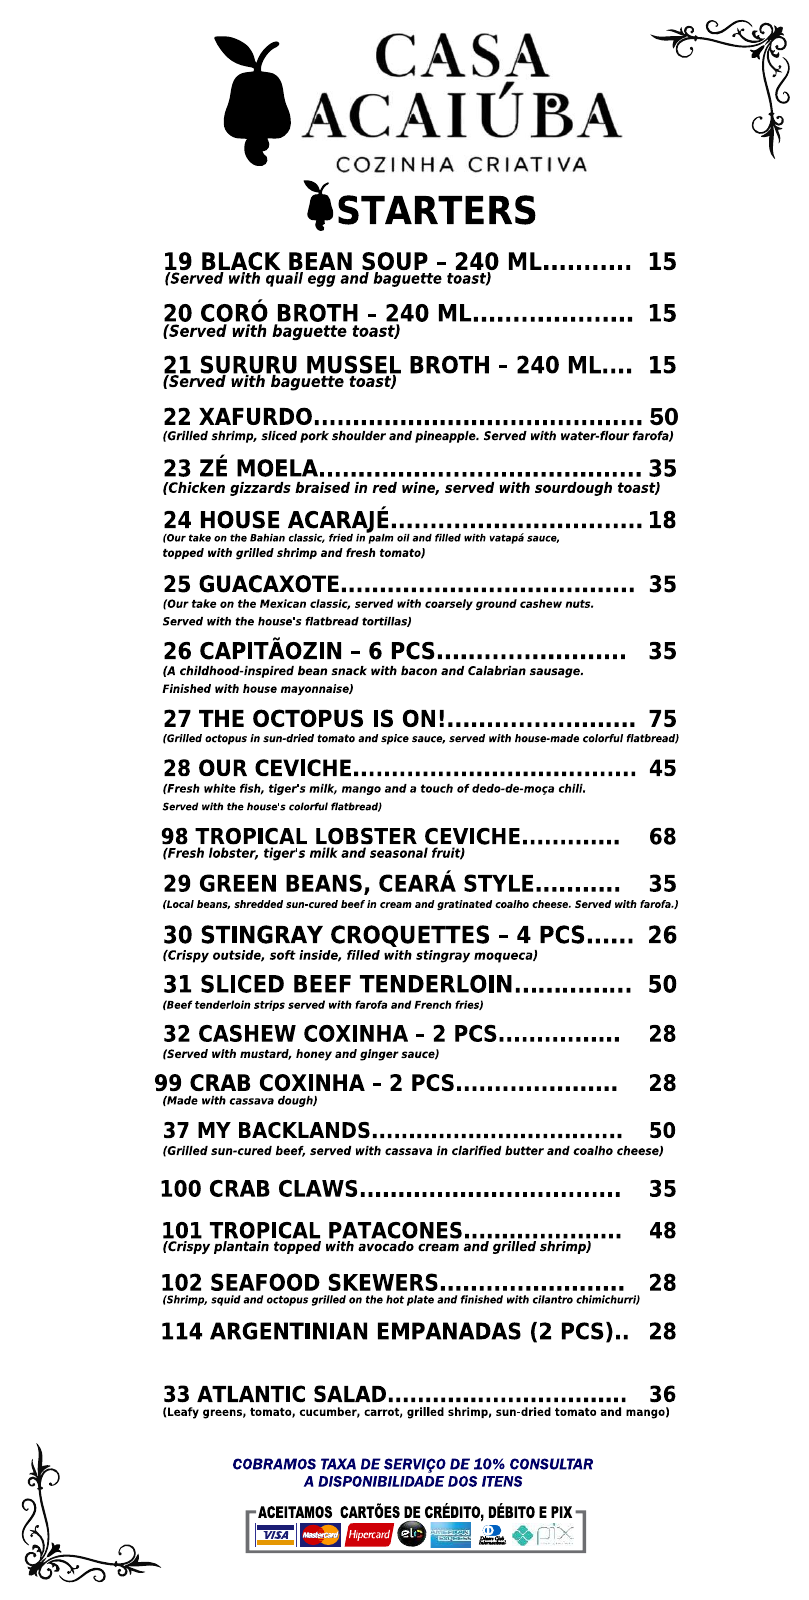 CASA
ACAIÚBA
COZINHA CRIATIVA
STARTERS
19 BLACK BEAN SOUP – 240 ML........... 15
(Served with quail egg and baguette toast)
20 CORÓ BROTH – 240 ML.................... 15
(Served with baguette toast)
21 SURURU MUSSEL BROTH – 240 ML.... 15
(Served with baguette toast)
22 XAFURDO.......................................... 50
(Grilled shrimp, sliced pork shoulder and pineapple. Served with water-flour farofa)
23 ZÉ MOELA......................................... 35
(Chicken gizzards braised in red wine, served with sourdough toast)
24 HOUSE ACARAJÉ................................ 18
(Our take on the Bahian classic, fried in palm oil and filled with vatapá sauce,
topped with grilled shrimp and fresh tomato)
25 GUACAXOTE...................................... 35
(Our take on the Mexican classic, served with coarsely ground cashew nuts.
Served with the house's flatbread tortillas)
26 CAPITÃOZIN – 6 PCS........................ 35
(A childhood-inspired bean snack with bacon and Calabrian sausage.
Finished with house mayonnaise)
27 THE OCTOPUS IS ON!........................ 75
(Grilled octopus in sun-dried tomato and spice sauce, served with house-made colorful flatbread)
28 OUR CEVICHE.................................... 45
(Fresh white fish, tiger's milk, mango and a touch of dedo-de-moça chili.
Served with the house's colorful flatbread)
98 TROPICAL LOBSTER CEVICHE............. 68
(Fresh lobster, tiger's milk and seasonal fruit)
29 GREEN BEANS, CEARÁ STYLE........... 35
(Local beans, shredded sun-cured beef in cream and gratinated coalho cheese. Served with farofa.)
30 STINGRAY CROQUETTES – 4 PCS...... 26
(Crispy outside, soft inside, filled with stingray moqueca)
31 SLICED BEEF TENDERLOIN............... 50
(Beef tenderloin strips served with farofa and French fries)
32 CASHEW COXINHA – 2 PCS................ 28
(Served with mustard, honey and ginger sauce)
99 CRAB COXINHA – 2 PCS..................... 28
(Made with cassava dough)
37 MY BACKLANDS................................. 50
(Grilled sun-cured beef, served with cassava in clarified butter and coalho cheese)
100 CRAB CLAWS.................................. 35
101 TROPICAL PATACONES..................... 48
(Crispy plantain topped with avocado cream and grilled shrimp)
102 SEAFOOD SKEWERS........................ 28
(Shrimp, squid and octopus grilled on the hot plate and finished with cilantro chimichurri)
114 ARGENTINIAN EMPANADAS (2 PCS).. 28
33 ATLANTIC SALAD................................ 36
(Leafy greens, tomato, cucumber, carrot, grilled shrimp, sun-dried tomato and mango)
COBRAMOS TAXA DE SERVIÇO DE 10% CONSULTAR
A DISPONIBILIDADE DOS ITENS
ACEITAMOS CARTÕES DE CRÉDITO, DÉBITO E PIX
VISA MasterCard Hipercard elo Diners Club International pix